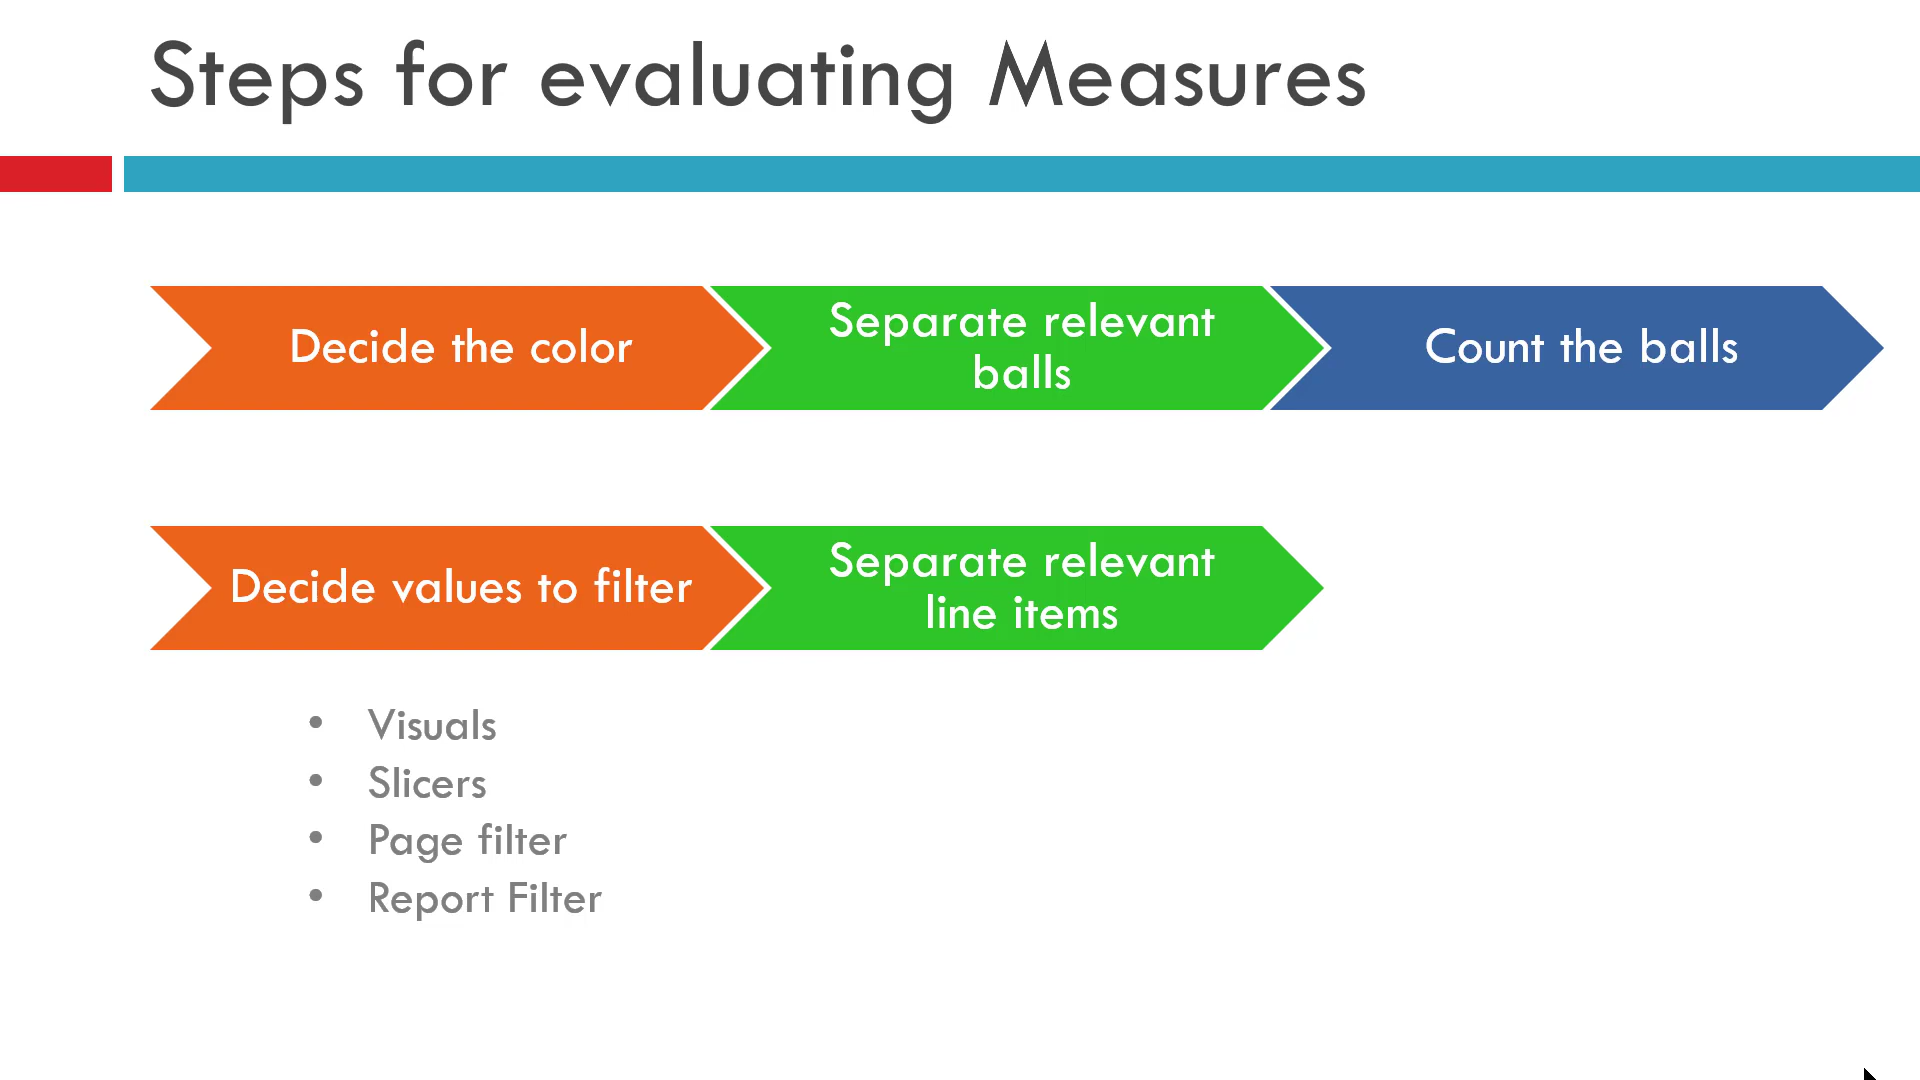 Steps for evaluating Measures
Decide the color
Separate relevant
balls
Count the balls
Decide values to filter
Separate relevant
line items
• Visuals
• Slicers
• Page filter
• Report Filter